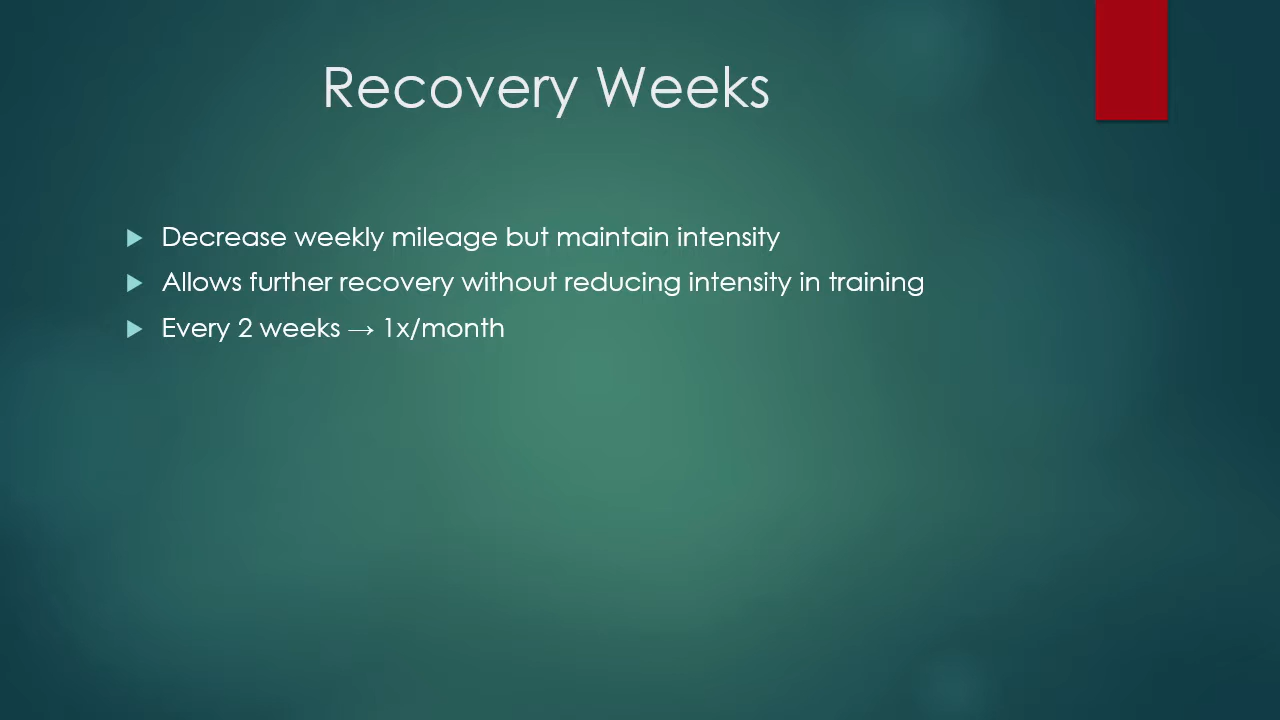 Recovery Weeks
Decrease weekly mileage but maintain intensity
Allows further recovery without reducing intensity in training
Every 2 weeks → 1x/month